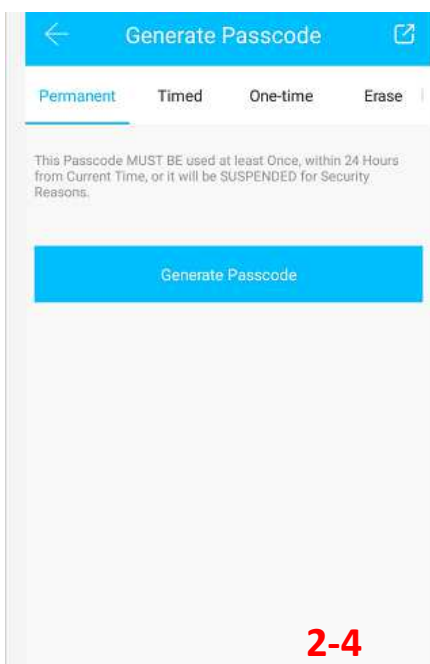 Generate Passcode
Permanent Timed One-time Erase
This Passcode MUST BE used at least Once, within 24 Hours
from Current Time, or it will be SUSPENDED for Security
Reasons.
Generate Passcode
2-4